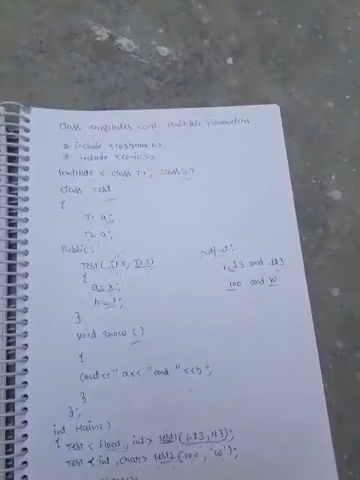 Class Templates with Multiple Parameters
# include <iostream.h>
# include <conio.h>
template < class T1, class T2>
Class Test
{
T1 a;
T2 b;
Public:
Test( T1 x, T2 y)
{
a = x;
b = y;
}
void show ()
{
cout<<" a<< " and " <<b;
}
};
int main()
{ Test < float, int> test1 (1.23, 123);
Test < int ,char> test2 (100, 'W');
output:
1.23 and 123
100 and W